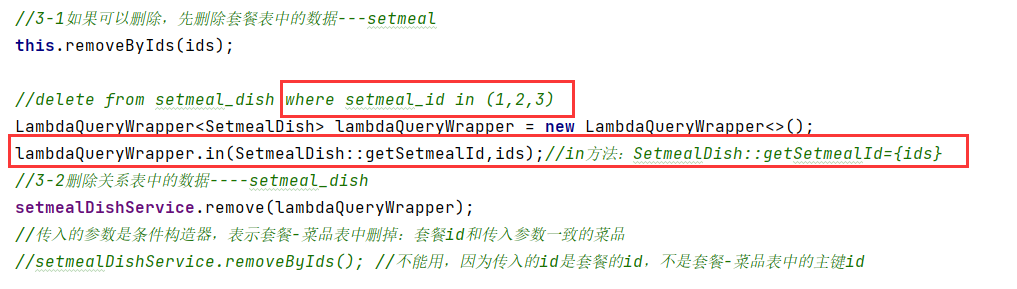 //3-1如果可以删除，先删除套餐表中的数据---setmeal
this.removeByIds(ids);
//delete from setmeal_dish where setmeal_id in (1,2,3)
LambdaQueryWrapper<SetmealDish> lambdaQueryWrapper = new LambdaQueryWrapper<>();
lambdaQueryWrapper.in(SetmealDish::getSetmealId,ids);//in方法：SetmealDish::getSetmealId={ids}
//3-2删除关系表中的数据----setmeal_dish
setmealDishService.remove(lambdaQueryWrapper);
//传入的参数是条件构造器，表示套餐-菜品表中删掉：套餐id和传入参数一致的菜品
//setmealDishService.removeByIds(); //不能用，因为传入的id是套餐的id，不是套餐-菜品表中的主键id